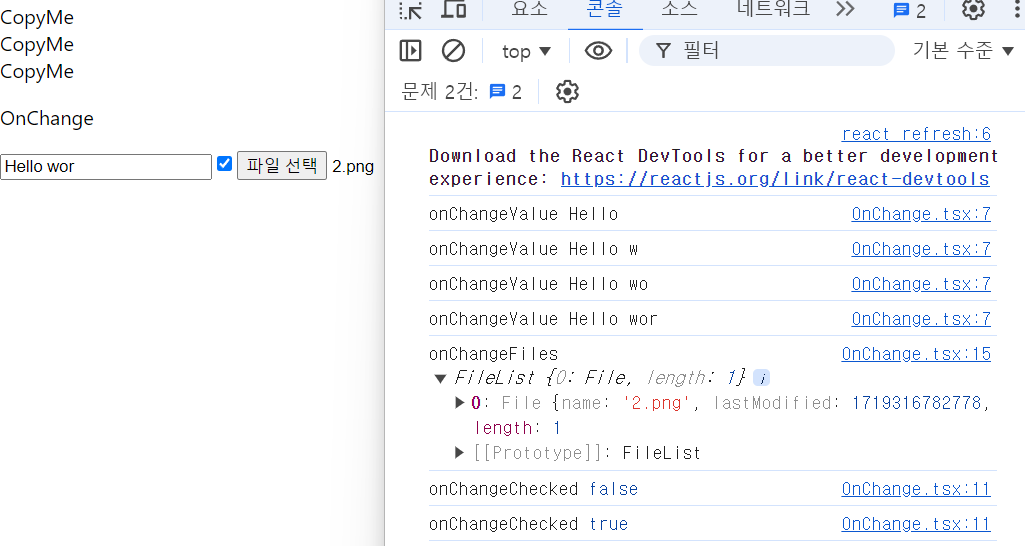 CopyMe
CopyMe
CopyMe
OnChange
Hello wor 파일 선택 2.png
요소 콘솔 소스 네트워크 2
top 필터 기본 수준
문제 2건: 2
react refresh:6
Download the React DevTools for a better development
experience: https://reactjs.org/link/react-devtools
onChangeValue Hello OnChange.tsx:7
onChangeValue Hello w OnChange.tsx:7
onChangeValue Hello wo OnChange.tsx:7
onChangeValue Hello wor OnChange.tsx:7
onChangeFiles OnChange.tsx:15
FileList {0: File, length: 1} i
0: File {name: '2.png', lastModified: 1719316782778,
length: 1
[[Prototype]]: FileList
onChangeChecked false OnChange.tsx:11
onChangeChecked true OnChange.tsx:11